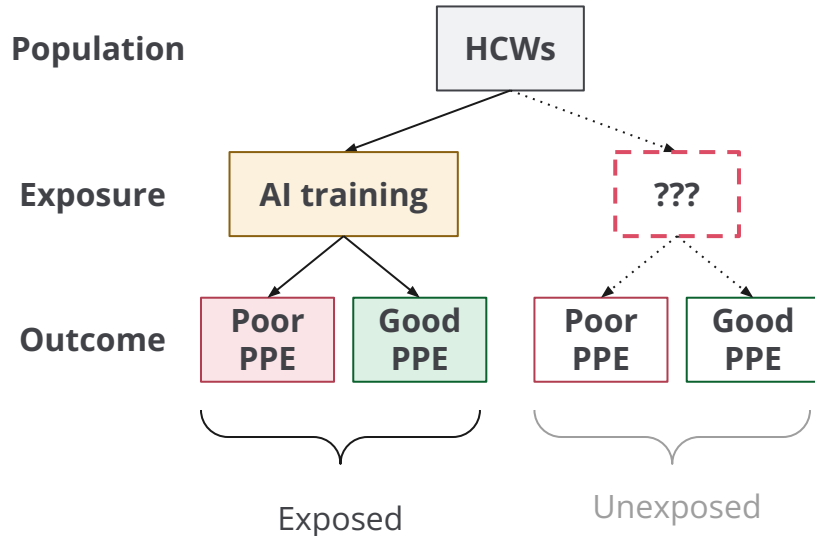 Population
HCWs
Exposure
AI training
???
Outcome
Poor
PPE
Good
PPE
Poor
PPE
Good
PPE
Exposed
Unexposed